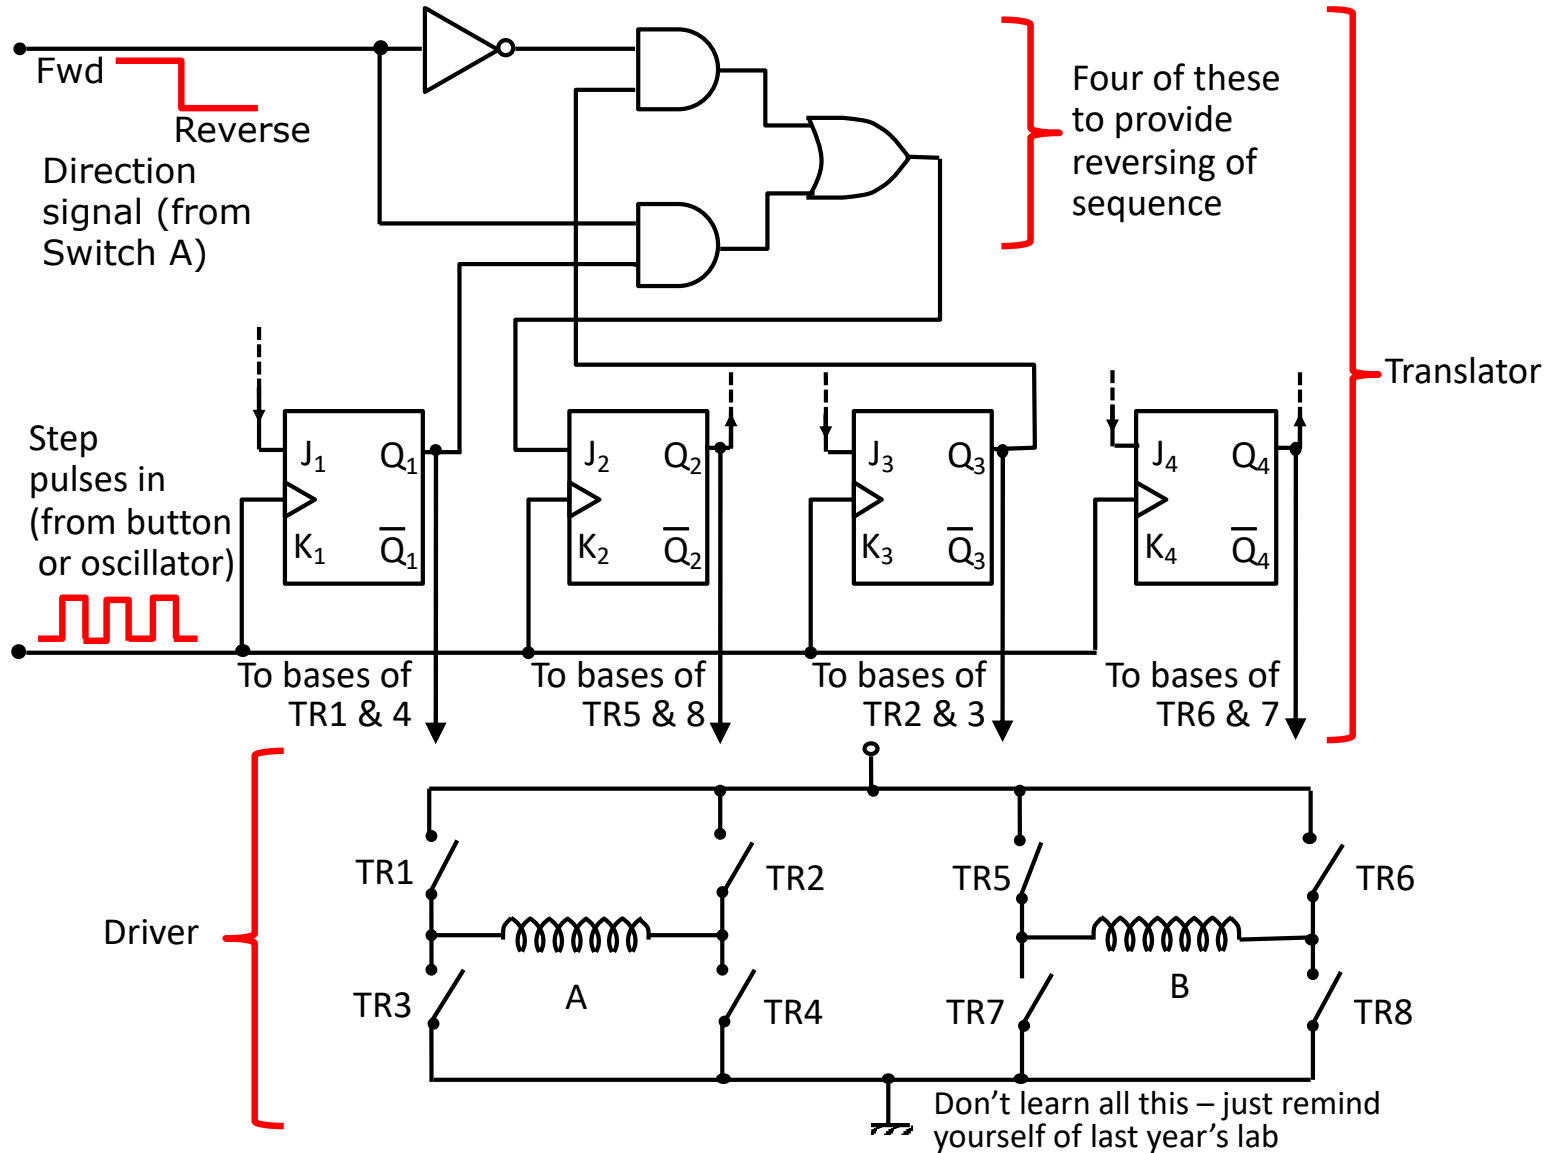 Fwd
Reverse
Direction
signal (from
Switch A)
Four of these
to provide
reversing of
sequence
Translator
Step
pulses in
(from button
or oscillator)
J₁ Q₁
K₁ Q̅₁
J₂ Q₂
K₂ Q̅₂
J₃ Q₃
K₃ Q̅₃
J₄ Q₄
K₄ Q̅₄
To bases of
TR1 & 4
To bases of
TR5 & 8
To bases of
TR2 & 3
To bases of
TR6 & 7
Driver
TR1
TR2
TR3
TR4
A
TR5
TR6
TR7
TR8
B
Don’t learn all this – just remind
yourself of last year’s lab